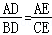 AD/BD = AE/CE